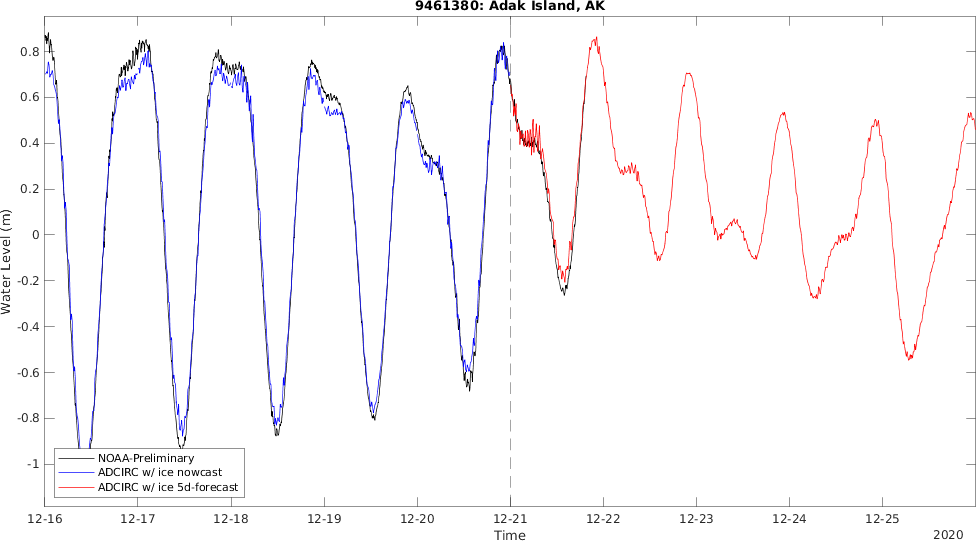 9461380: Adak Island, AK
Water Level (m)
0.8
0.6
0.4
0.2
0
-0.2
-0.4
-0.6
-0.8
-1
NOAA-Preliminary
ADCIRC w/ ice nowcast
ADCIRC w/ ice 5d-forecast
12-16 12-17 12-18 12-19 12-20 12-21 12-22 12-23 12-24 12-25
Time
2020